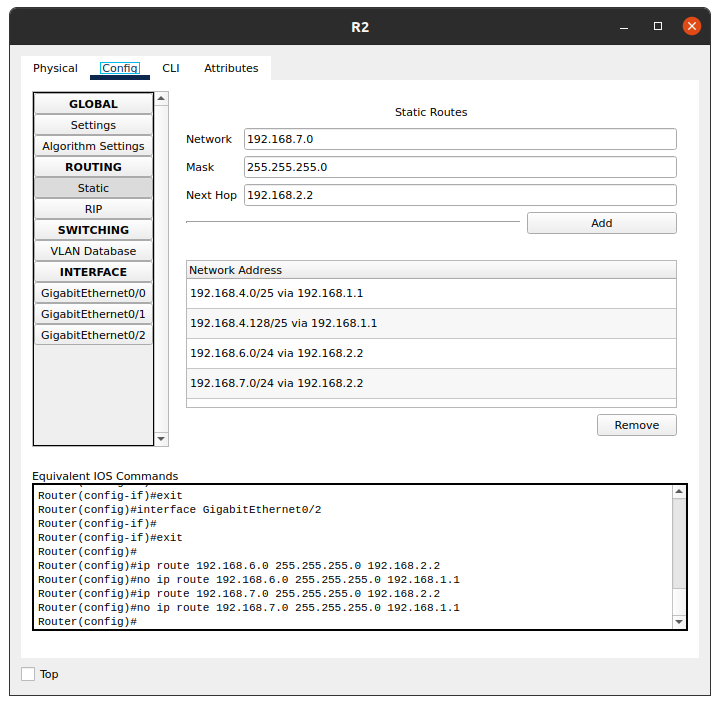 R2
Physical Config CLI Attributes
GLOBAL
Settings
Algorithm Settings
ROUTING
Static
RIP
SWITCHING
VLAN Database
INTERFACE
GigabitEthernet0/0
GigabitEthernet0/1
GigabitEthernet0/2
Static Routes
Network 192.168.7.0
Mask 255.255.255.0
Next Hop 192.168.2.2
Add
Network Address
192.168.4.0/25 via 192.168.1.1
192.168.4.128/25 via 192.168.1.1
192.168.6.0/24 via 192.168.2.2
192.168.7.0/24 via 192.168.2.2
Remove
Equivalent IOS Commands
Router(config-if)#exit
Router(config)#interface GigabitEthernet0/2
Router(config-if)#
Router(config-if)#exit
Router(config)#
Router(config)#ip route 192.168.6.0 255.255.255.0 192.168.2.2
Router(config)#no ip route 192.168.6.0 255.255.255.0 192.168.1.1
Router(config)#ip route 192.168.7.0 255.255.255.0 192.168.2.2
Router(config)#no ip route 192.168.7.0 255.255.255.0 192.168.1.1
Router(config)#
Top